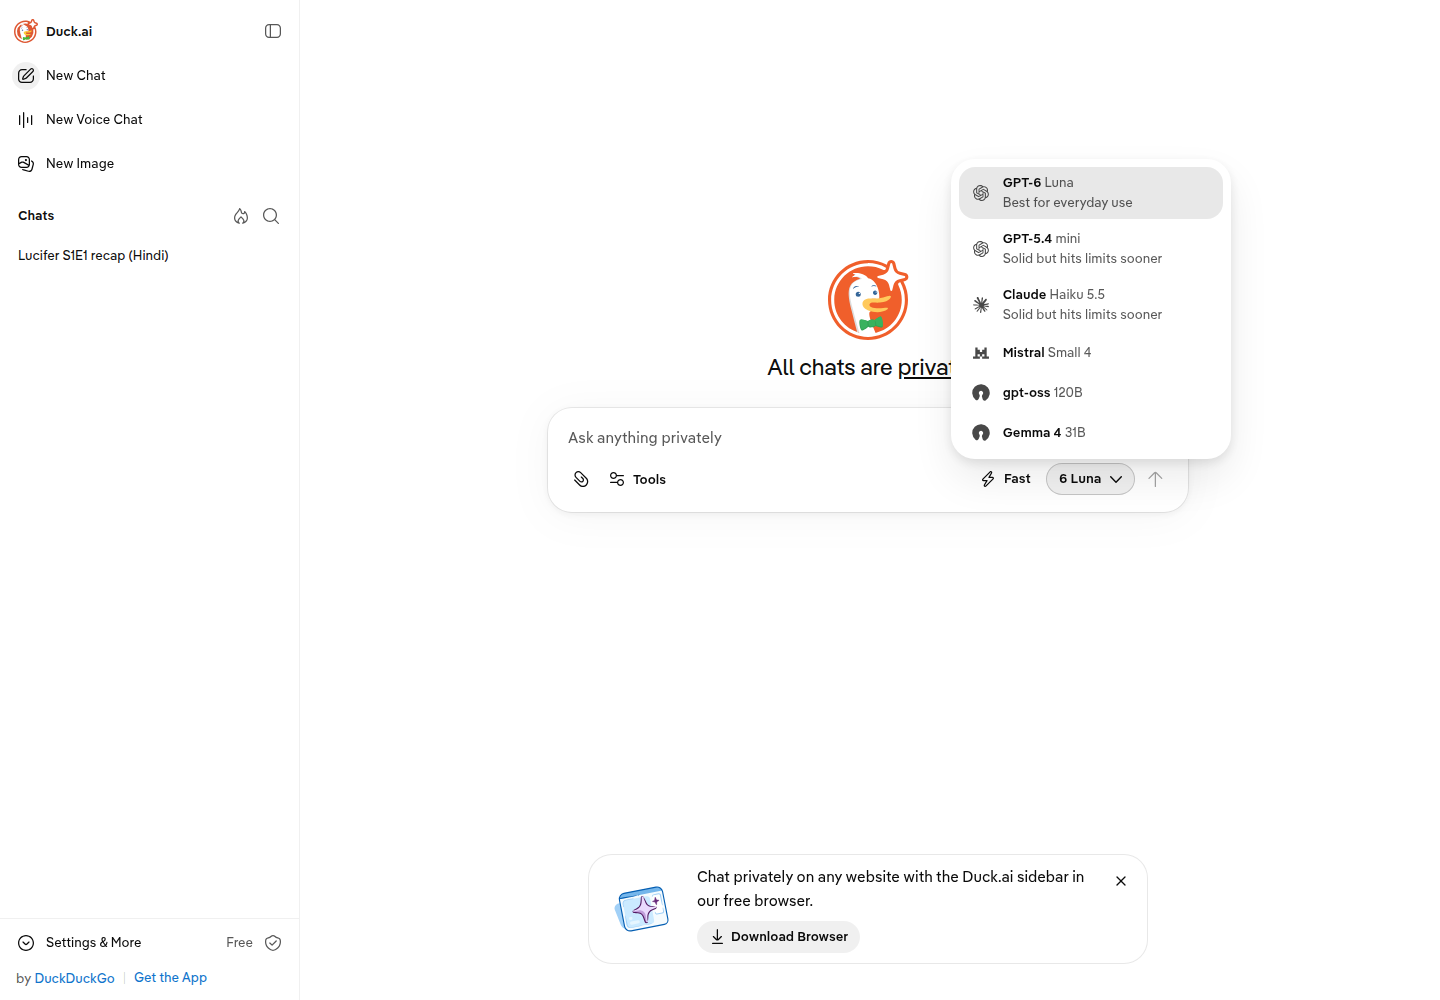 Duck.ai
New Chat
New Voice Chat
New Image
Chats
Lucifer S1E1 recap (Hindi)
Settings & More
Free
by DuckDuckGo
Get the App
All chats are
GPT-6 Luna
Best for everyday use
GPT-5.4 mini
Solid but hits limits sooner
Claude Haiku 5.5
Solid but hits limits sooner
Mistral Small 4
gpt-oss 120B
Gemma 4 31B
Ask anything privately
Tools
Fast
6 Luna
Chat privately on any website with the Duck.ai sidebar in
our free browser.
Download Browser